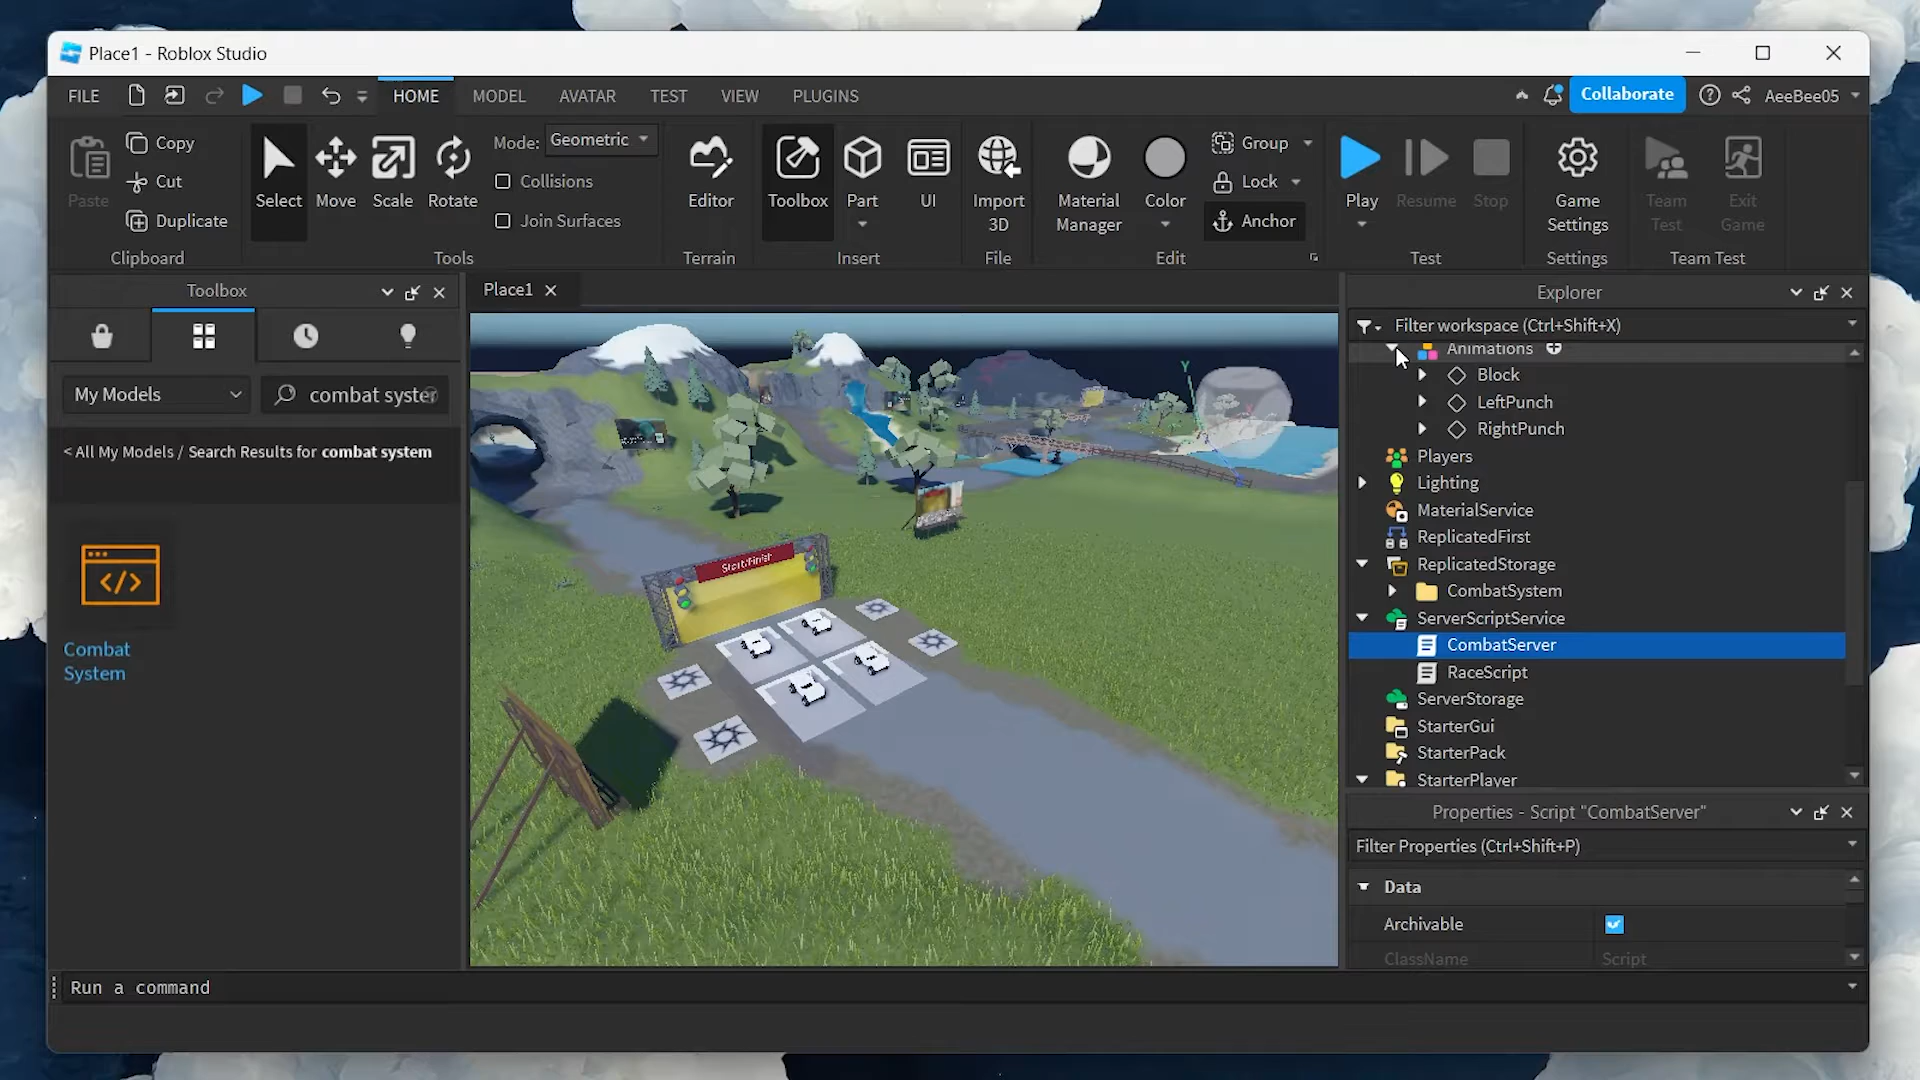 Place1 - Roblox Studio
FILE
HOME
MODEL
AVATAR
TEST
VIEW
PLUGINS
Collaborate
AeeBee05
Paste
Copy
Cut
Duplicate
Clipboard
Select
Move
Scale
Rotate
Mode: Geometric
Collisions
Join Surfaces
Tools
Editor
Terrain
Toolbox
Part
UI
Insert
Import
3D
File
Material
Manager
Color
Group
Lock
Anchor
Edit
Play
Resume
Stop
Test
Game
Settings
Settings
Team
Test
Exit
Game
Team Test
Toolbox
My Models
combat syster
< All My Models / Search Results for combat system
Combat
System
Place1
Start/Finish
Y
Explorer
Filter workspace (Ctrl+Shift+X)
Animations
Block
LeftPunch
RightPunch
Players
Lighting
MaterialService
ReplicatedFirst
ReplicatedStorage
CombatSystem
ServerScriptService
CombatServer
RaceScript
ServerStorage
StarterGui
StarterPack
StarterPlayer
Properties - Script "CombatServer"
Filter Properties (Ctrl+Shift+P)
Data
Archivable
ClassName Script
Run a command